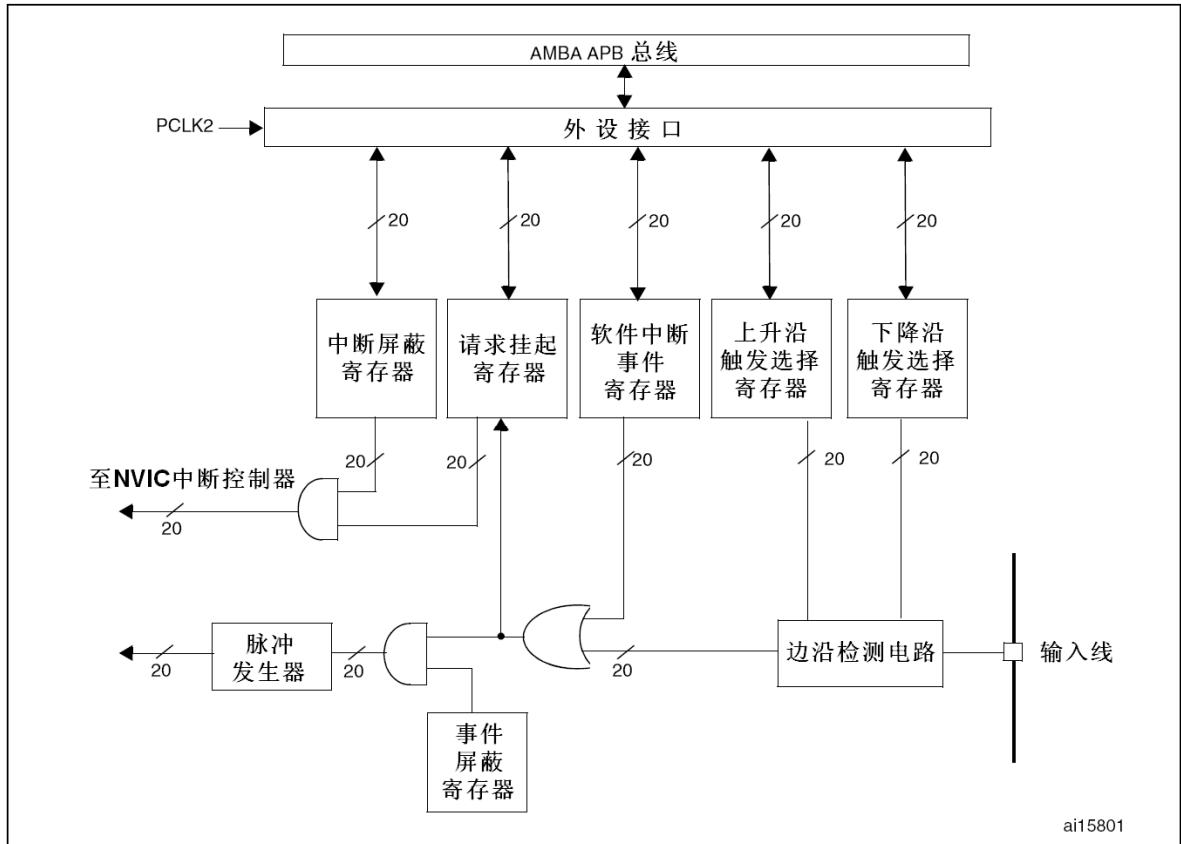 AMBA APB 总线
PCLK2
外设接口
20
20
20
20
20
中断屏蔽
寄存器
请求挂起
寄存器
软件中断
事件
寄存器
上升沿
触发选择
寄存器
下降沿
触发选择
寄存器
20
20
20
20
20
至NVIC中断控制器
20
脉冲
发生器
20
20
20
边沿检测电路
输入线
事件
屏蔽
寄存器
ai15801